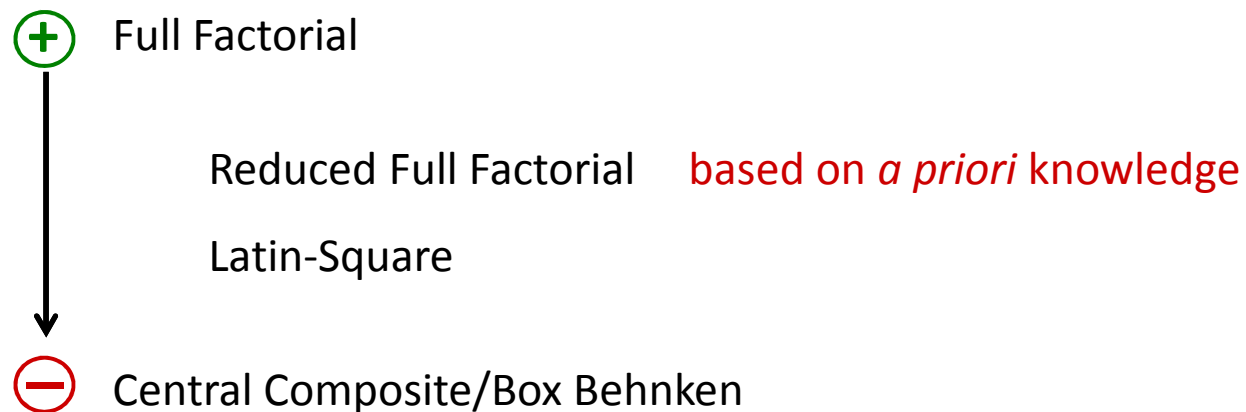 Full Factorial
Reduced Full Factorial based on a priori knowledge
Latin-Square
Central Composite/Box Behnken